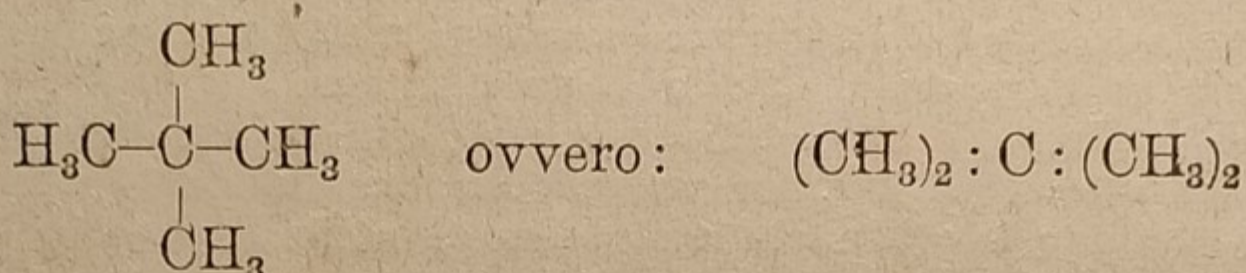 CH₃
|
H₃C–C–CH₃ ovvero: (CH₃)₂ : C : (CH₃)₂
|
CH₃